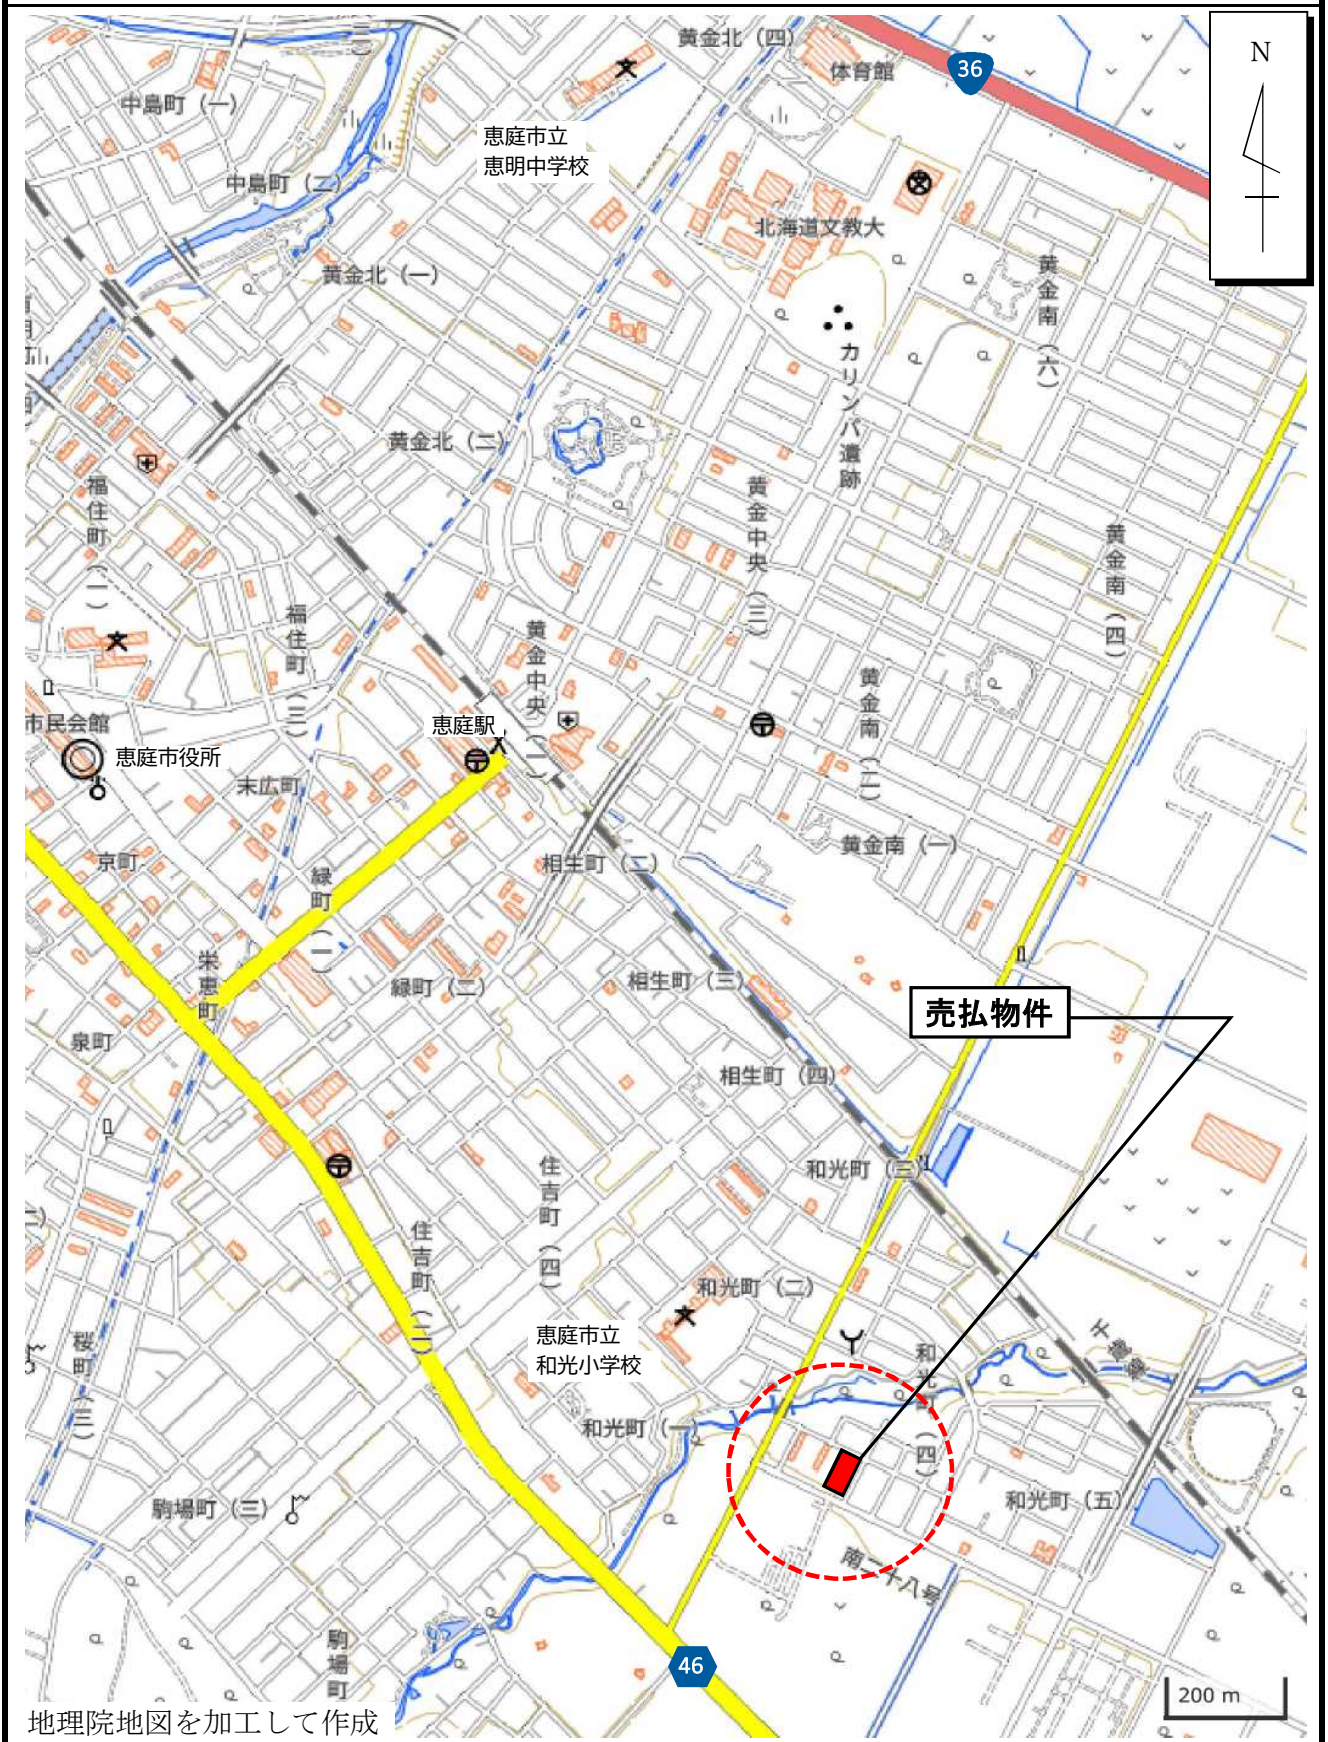 黄金北（四）
体育館
36
N
中島町（一）
恵庭市立
恵明中学校
中島町（二）
北海道文教大
黄金北（一）
黄金南（六）
カリンバ遺跡
黄金北（二）
福住町（一）
黄金中央（三）
黄金南（四）
福住町（三）
黄金中央（一）
黄金南（二）
市民会館
恵庭駅
恵庭市役所
末広町
京町
相生町（二）
黄金南（一）
緑町（一）
栄恵町
緑町（二）
相生町（三）
売払物件
泉町
相生町（四）
和光町（三）
住吉町（四）
住吉町（二）
和光町（二）
恵庭市立
和光小学校
桜町（三）
千歳線
和光町（四）
和光町（一）
駒場町（三）
和光町（五）
南二十八号
駒場町
46
200 m
地理院地図を加工して作成